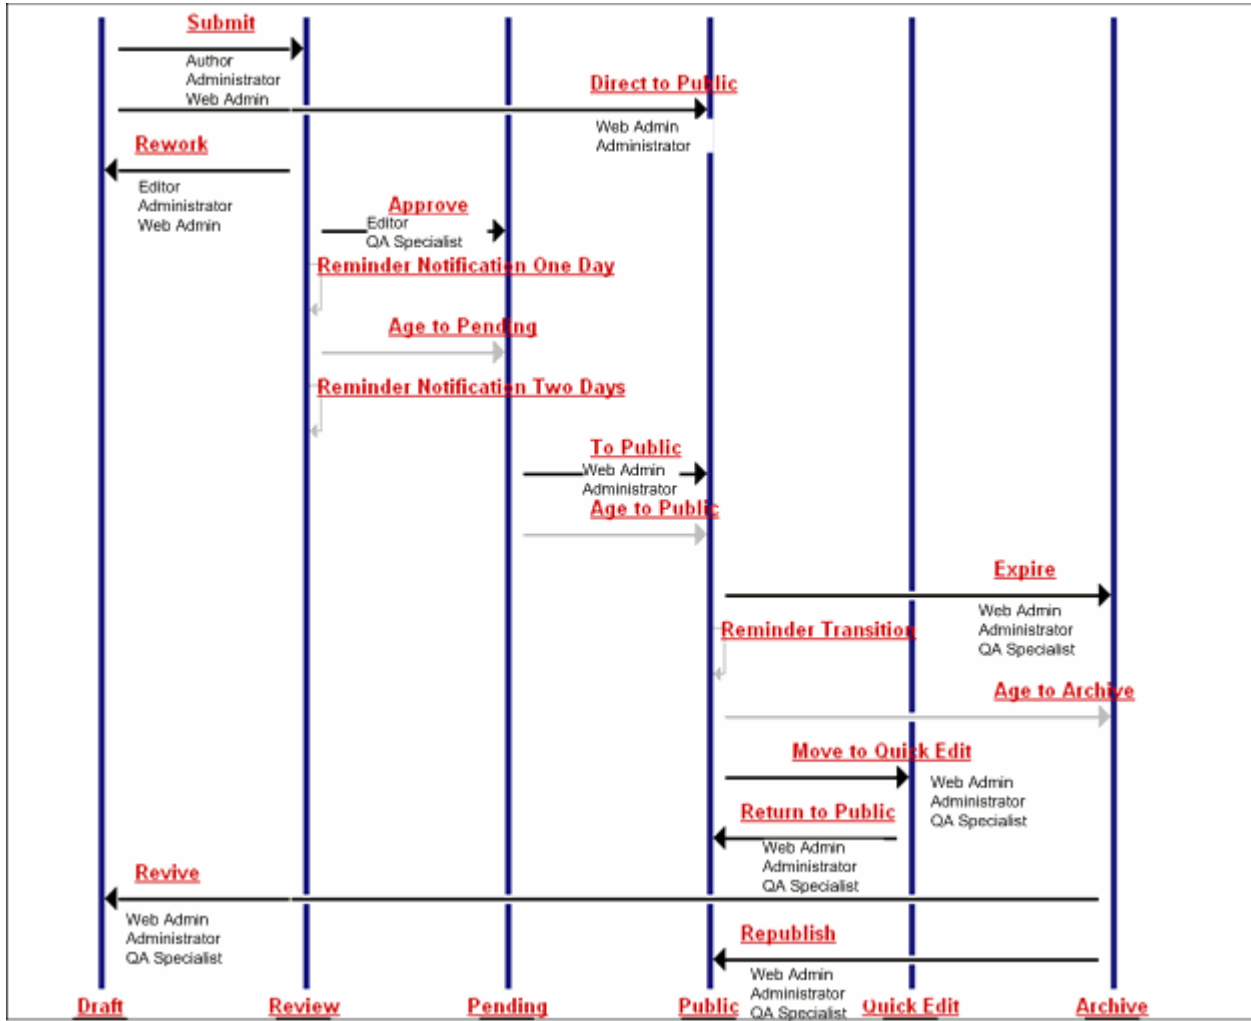 Submit
Author
Administrator
Web Admin
Direct to Public
Web Admin
Administrator
Rework
Editor
Administrator
Web Admin
Approve
Editor
QA Specialist
Reminder Notification One Day
Age to Pending
Reminder Notification Two Days
To Public
Web Admin
Administrator
Age to Public
Expire
Web Admin
Administrator
QA Specialist
Reminder Transition
Age to Archive
Move to Quick Edit
Web Admin
Administrator
QA Specialist
Return to Public
Web Admin
Administrator
QA Specialist
Revive
Web Admin
Administrator
QA Specialist
Republish
Web Admin
Administrator
QA Specialist
Draft
Review
Pending
Public
Quick Edit
Archive